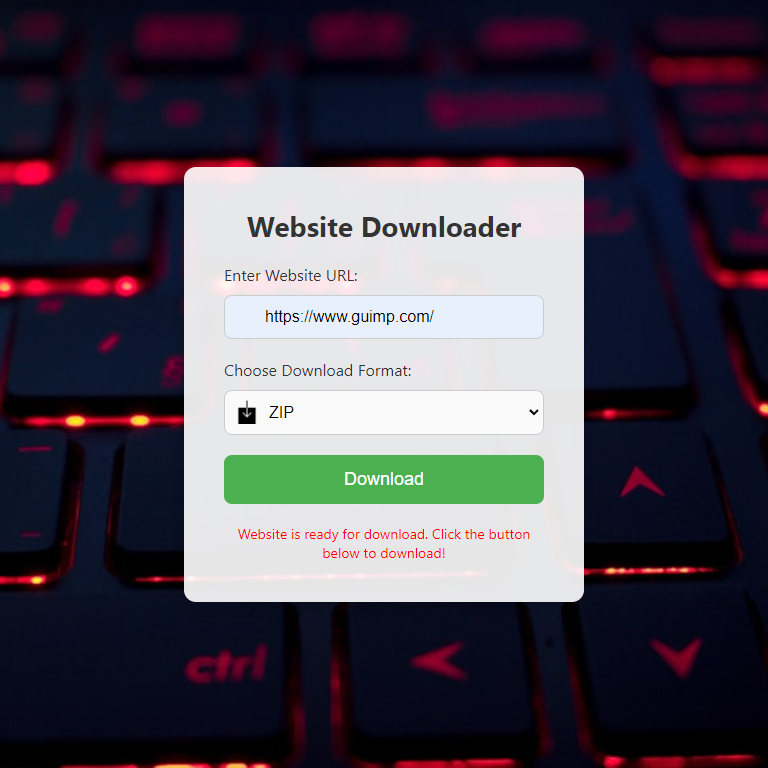 Website Downloader
Enter Website URL:
https://www.guimp.com/
Choose Download Format:
ZIP
Download
Website is ready for download. Click the button
below to download!
ctrl